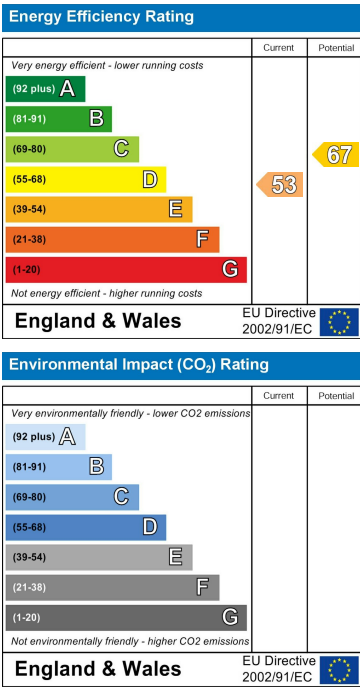 Energy Efficiency Rating
Current Potential
Very energy efficient - lower running costs
(92 plus) A
(81-91) B
(69-80) C
67
(55-68) D
53
(39-54) E
(21-38) F
(1-20) G
Not energy efficient - higher running costs
England & Wales
EU Directive
2002/91/EC
Environmental Impact (CO₂) Rating
Current Potential
Very environmentally friendly - lower CO2 emissions
(92 plus) A
(81-91) B
(69-80) C
(55-68) D
(39-54) E
(21-38) F
(1-20) G
Not environmentally friendly - higher CO2 emissions
England & Wales
EU Directive
2002/91/EC